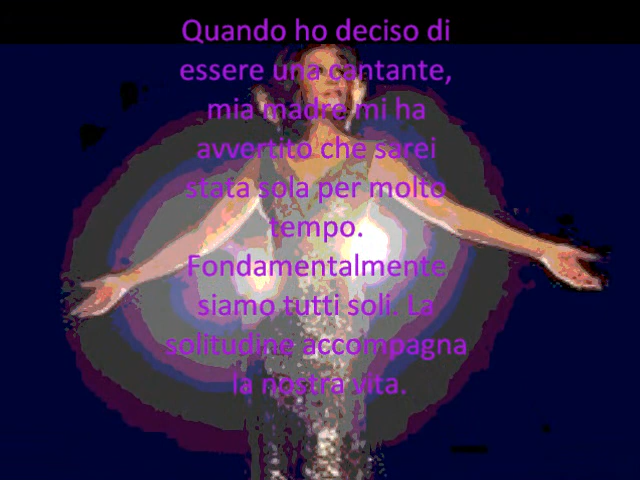 Quando ho deciso di
essere una cantante,
mia madre mi ha
avvertito che sarei
stata sola per molto
tempo.
Fondamentalmente
siamo tutti soli. La
solitudine accompagna
la nostra vita.